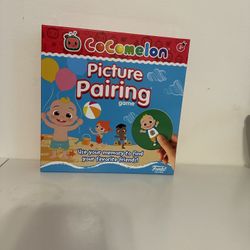 CoComelon
Picture
Pairing
game
Use your memory to find
your favorite friends!
Funko